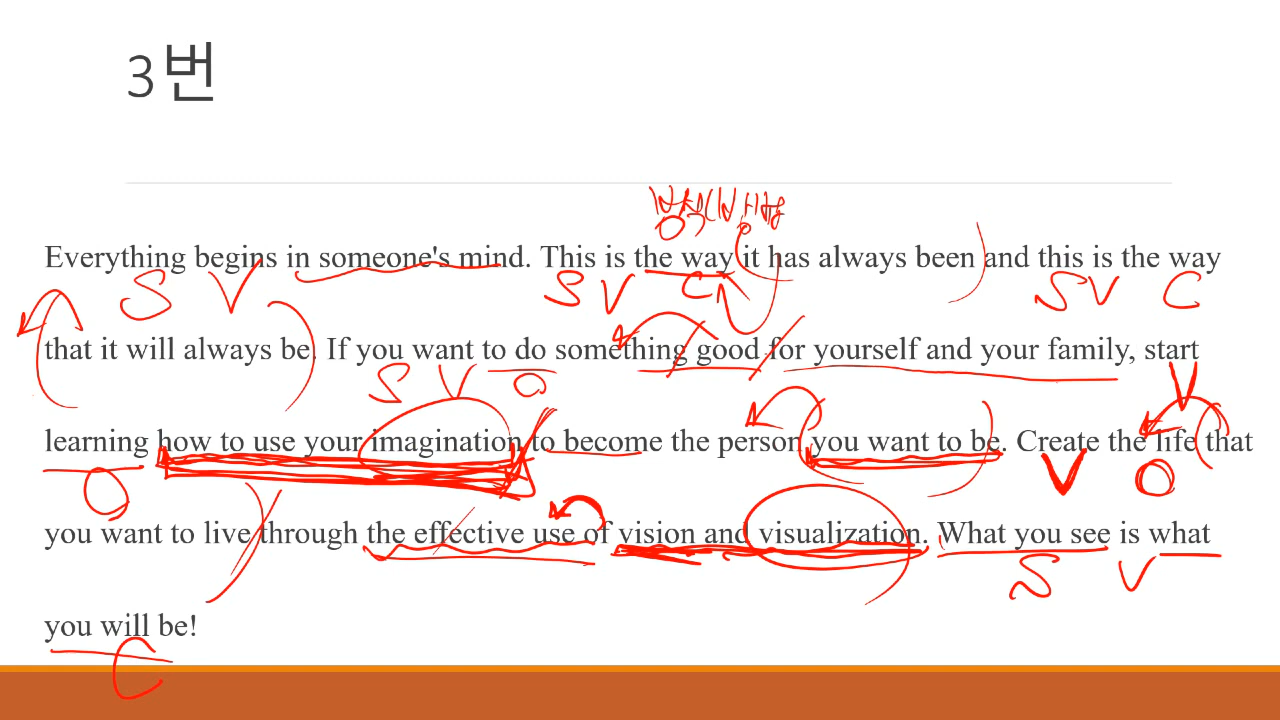 3번
방식(방법
Everything begins in someone's mind. This is the way it has always been and this is the way
S V S V C S V C
that it will always be. If you want to do something good for yourself and your family, start
S V O V
learning how to use your imagination to become the person you want to be. Create the life that
O V O
you want to live through the effective use of vision and visualization. What you see is what
S V
you will be!
C